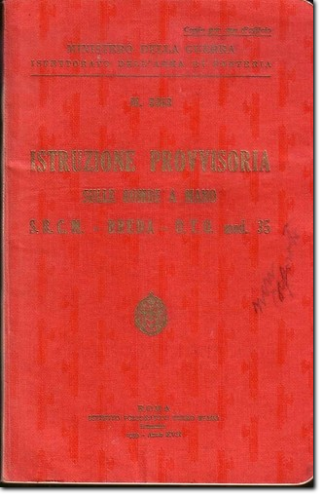 MINISTERO DELLA GUERRA
ISPETTORATO DELL'ARMA DI FANTERIA
ISTRUZIONE PROVVISORIA
SULLE BOMBE A MANO
S.R.C.M. - BREDA - O.T.O. mod. 35
ROMA
ISTITUTO POLIGRAFICO DELLO STATO